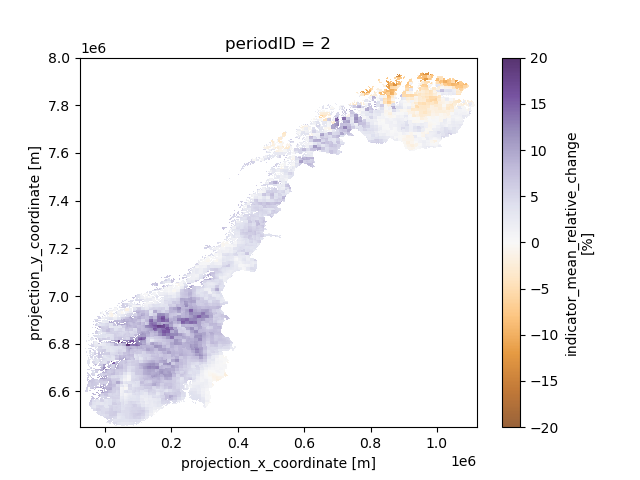 periodID = 2
1e6
8.0
7.8
7.6
7.4
7.2
7.0
6.8
6.6
projection_y_coordinate [m]
0.0 0.2 0.4 0.6 0.8 1.0
1e6
projection_x_coordinate [m]
20
15
10
5
0
−5
−10
−15
−20
indicator_mean_relative_change
[%]